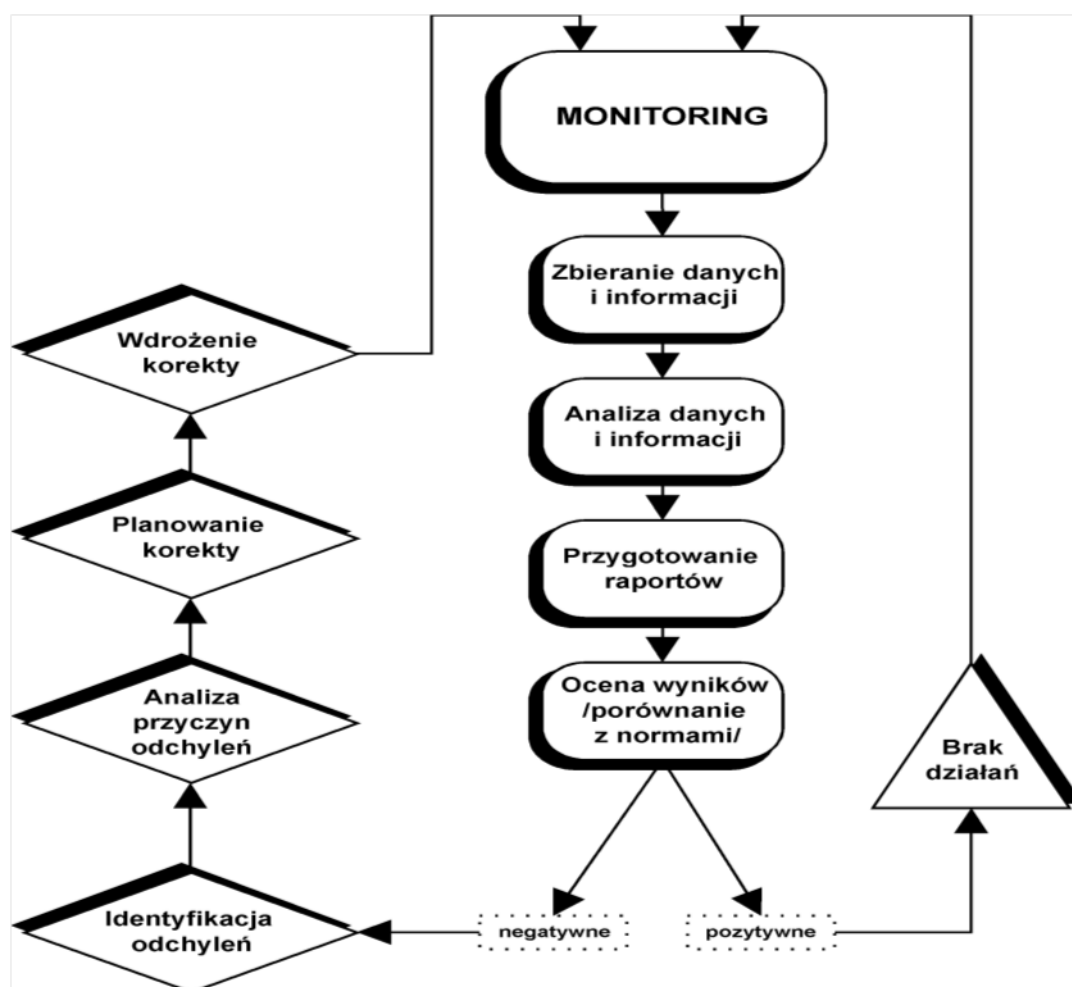 MONITORING
Zbieranie danych
i informacji
Analiza danych
i informacji
Przygotowanie
raportów
Ocena wyników
/porównanie
z normami/
negatywne
pozytywne
Identyfikacja
odchyleń
Analiza
przyczyn
odchyleń
Planowanie
korekty
Wdrożenie
korekty
Brak
działań